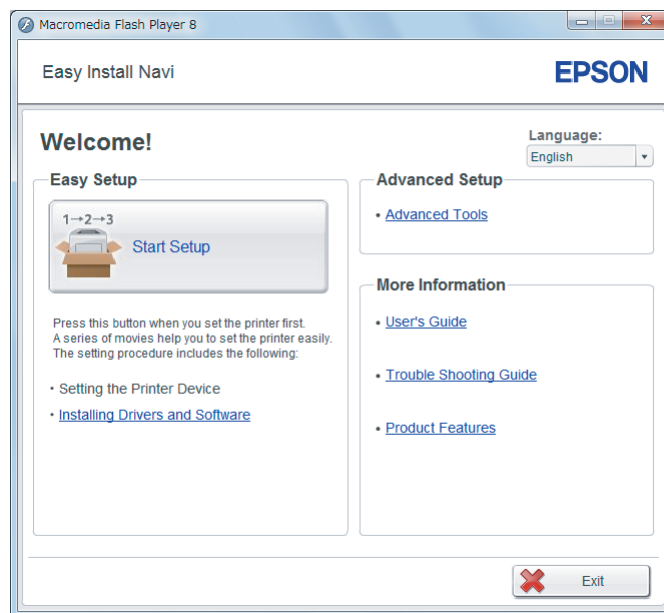 Macromedia Flash Player 8
Easy Install Navi
EPSON
Welcome!
Language:
English
Easy Setup
1→2→3
Start Setup
Press this button when you set the printer first.
A series of movies help you to set the printer easily.
The setting procedure includes the following:
・Setting the Printer Device
・Installing Drivers and Software
Advanced Setup
• Advanced Tools
More Information
• User's Guide
• Trouble Shooting Guide
• Product Features
Exit